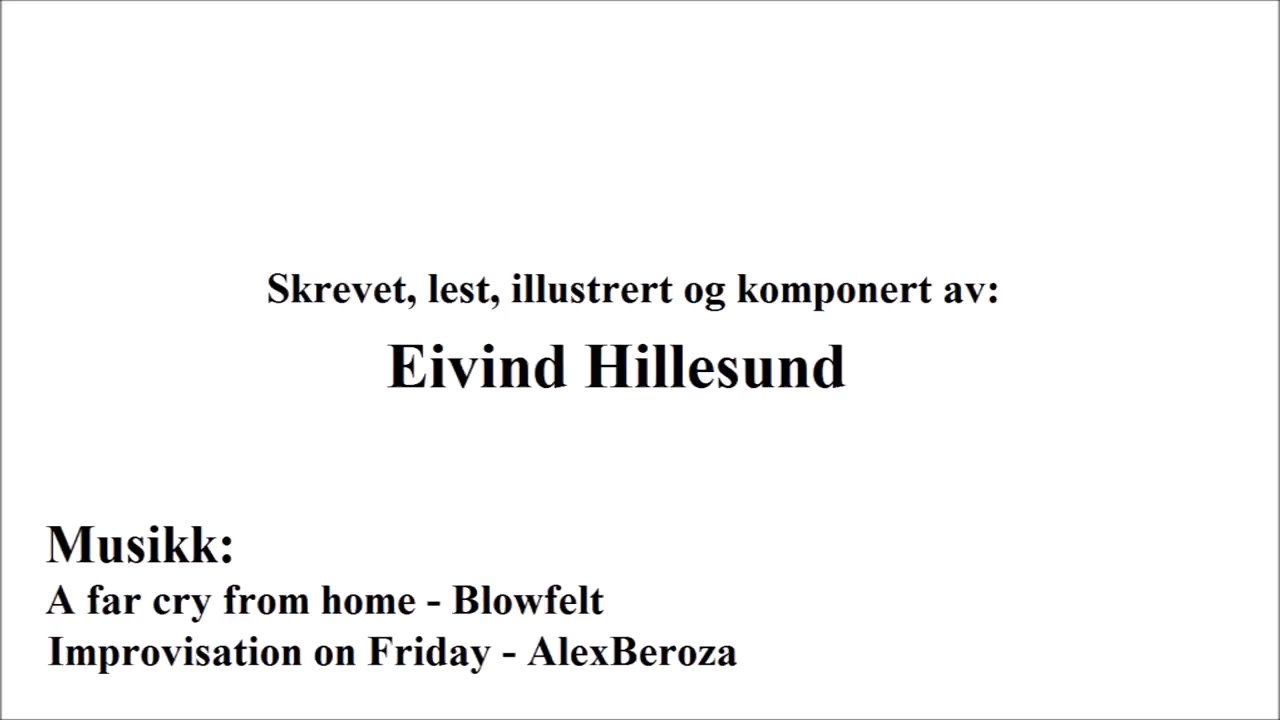 Skrevet, lest, illustrert og komponert av:
Eivind Hillesund
Musikk:
A far cry from home - Blowfelt
Improvisation on Friday - AlexBeroza